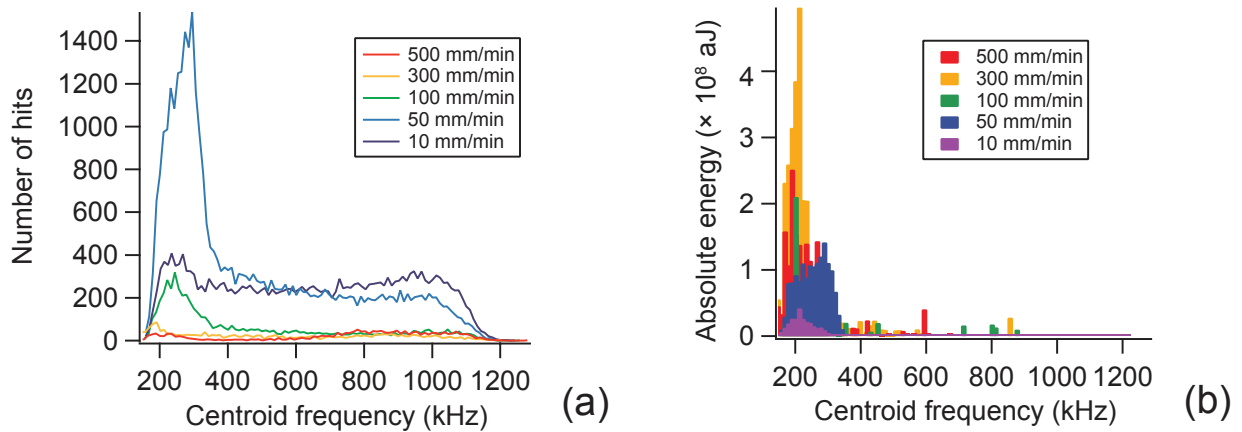 Number of hits
1400
1200
1000
800
600
400
200
0
200 400 600 800 1000 1200
Centroid frequency (kHz)
500 mm/min
300 mm/min
100 mm/min
50 mm/min
10 mm/min
(a)
Absolute energy (× 10⁸ aJ)
4
3
2
1
0
200 400 600 800 1000 1200
Centroid frequency (kHz)
500 mm/min
300 mm/min
100 mm/min
50 mm/min
10 mm/min
(b)